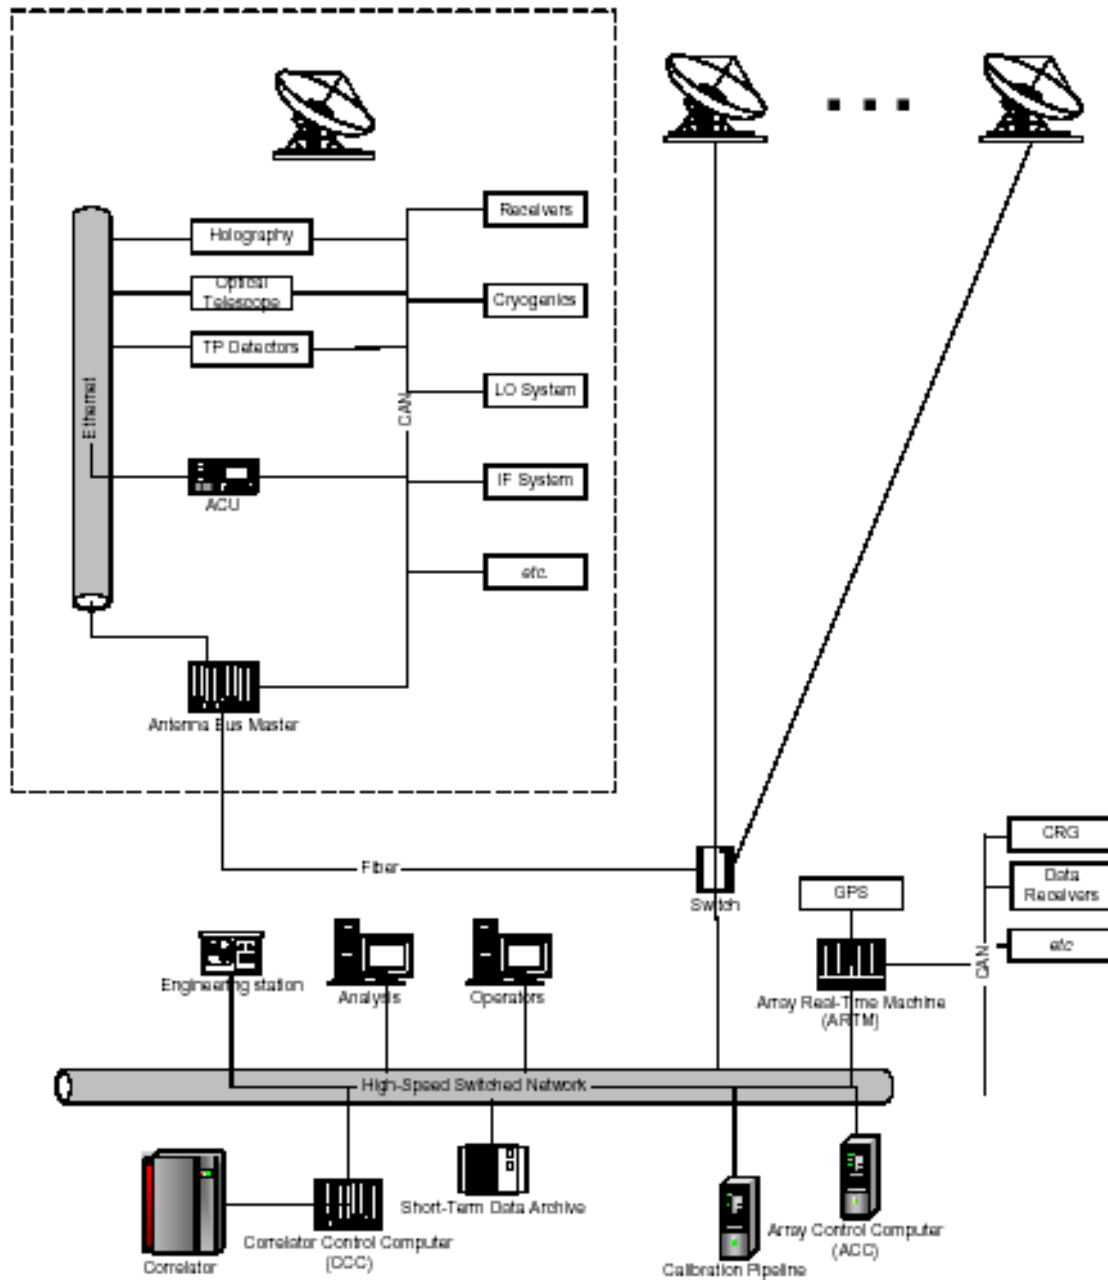 Receivers
Holography
Optical
Telescope
Cryogenics
TP Detectors
LO System
Ethernet
CAN
IF System
ACU
etc.
Antenna Bus Master
CRG
Fiber
Data
Receivers
GPS
Switch
etc
CAN
Engineering station
Analysis
Operators
Array Real-Time Machine
(ARTM)
High-Speed Switched Network
Short-Term Data Archive
Array Control Computer
(ACC)
Correlator Control Computer
(CCC)
Correlator
Calibration Pipeline